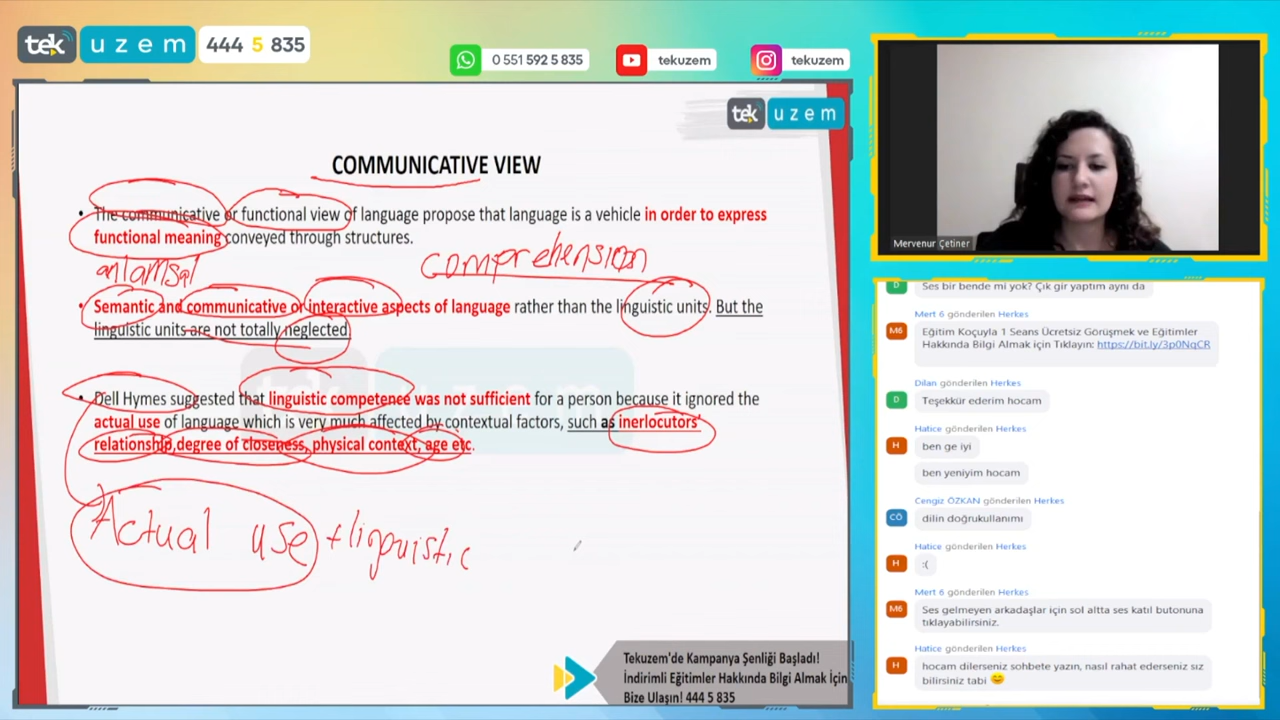 tek uzem 444 5 835
0 551 592 5 835 tekuzem tekuzem
tek uzem
COMMUNICATIVE VIEW
• The communicative or functional view of language propose that language is a vehicle in order to express
functional meaning conveyed through structures.
anlamsal comprehension
• Semantic and communicative or interactive aspects of language rather than the linguistic units. But the
linguistic units are not totally neglected.
tek uzem
• Dell Hymes suggested that linguistic competence was not sufficient for a person because it ignored the
actual use of language which is very much affected by contextual factors, such as inerlocutors'
relationship,degree of closeness, physical context, age etc.
Actual use + linguistic
Tekuzem'de Kampanya Şenliği Başladı!
İndirimli Eğitimler Hakkında Bilgi Almak İçin
Bize Ulaşın! 444 5 835
Mervenur Çetiner
D
Ses bir bende mi yok? Çık gir yaptım aynı da
Mert 6 gönderilen Herkes
M6
Eğitim Koçuyla 1 Seans Ücretsiz Görüşmek ve Eğitimler
Hakkında Bilgi Almak için Tıklayın: https://bit.ly/3p0NqCR
Dilan gönderilen Herkes
D
Teşekkür ederim hocam
Hatice gönderilen Herkes
H
ben ge iyi
ben yeniyim hocam
Cengiz ÖZKAN gönderilen Herkes
CÖ
dilin doğrukullanımı
Hatice gönderilen Herkes
H
:(
Mert 6 gönderilen Herkes
M6
Ses gelmeyen arkadaşlar için sol altta ses katıl butonuna
tıklayabilirsiniz.
Hatice gönderilen Herkes
H
hocam dilerseniz sohbete yazın, nasıl rahat ederseniz sız
bilirsiniz tabi 😊